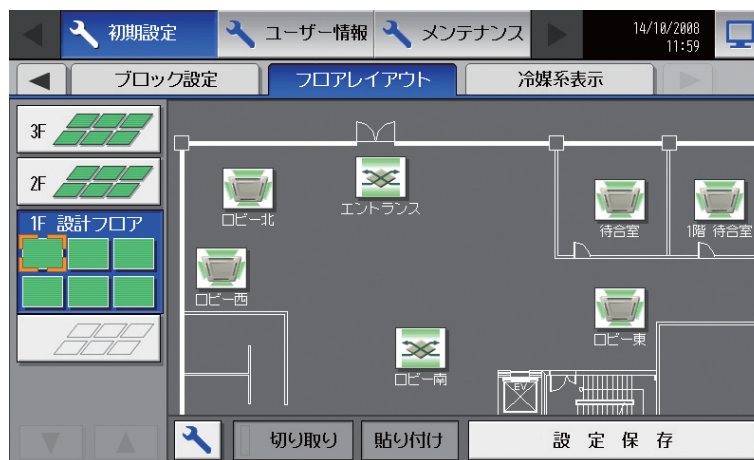 初期設定
ユーザー情報
メンテナンス
14/10/2008
11:59
ブロック設定
フロアレイアウト
冷媒系表示
3F
2F
1F 設計フロア
ロビー北
エントランス
待合室
1階 待合室
ロビー西
ロビー東
ロビー南
EV
切り取り
貼り付け
設 定 保 存